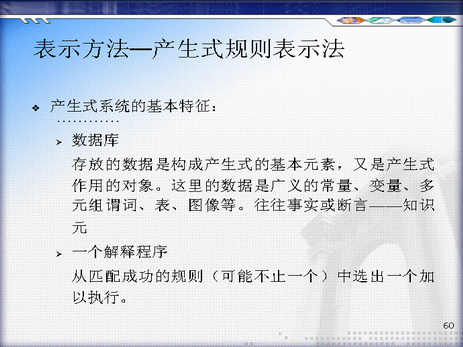 表示方法—产生式规则表示法
❖ 产生式系统的基本特征：
➢ 数据库
存放的数据是构成产生式的基本元素，又是产生式
作用的对象。这里的数据是广义的常量、变量、多
元组谓词、表、图像等。往往事实或断言——知识
元
➢ 一个解释程序
从匹配成功的规则（可能不止一个）中选出一个加
以执行。
60